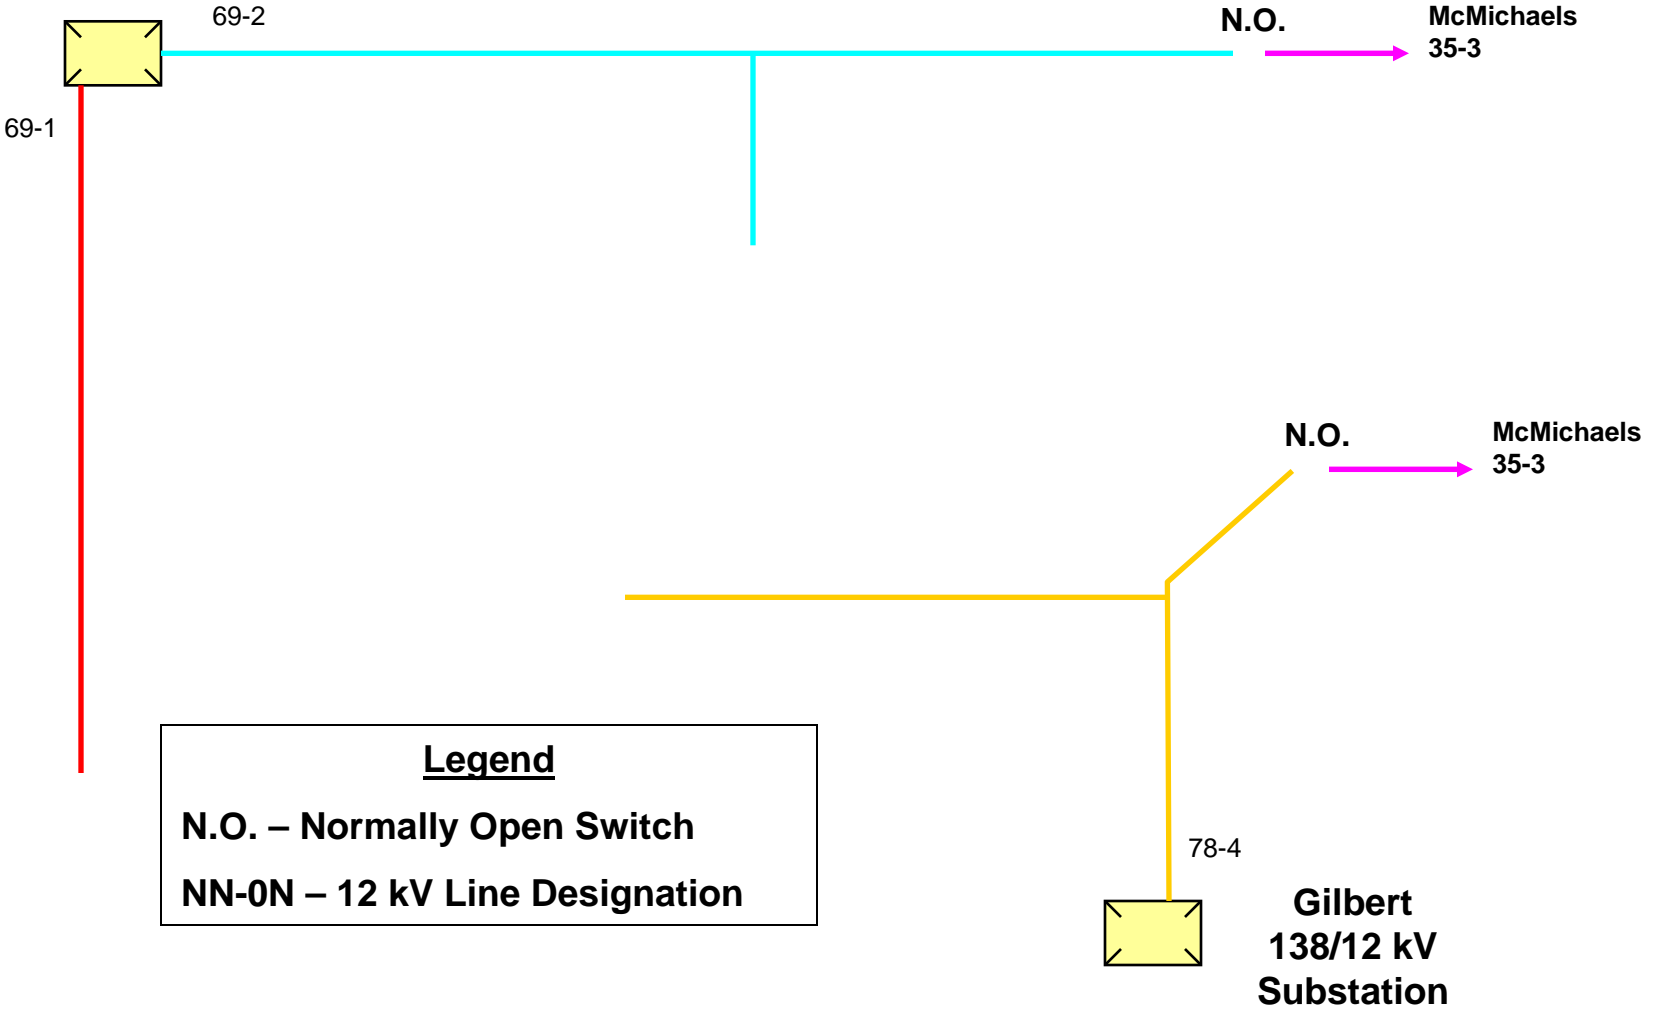 69-2
N.O.
McMichaels
35-3
69-1
N.O.
McMichaels
35-3
Legend
N.O. – Normally Open Switch
NN-0N – 12 kV Line Designation
78-4
Gilbert
138/12 kV
Substation